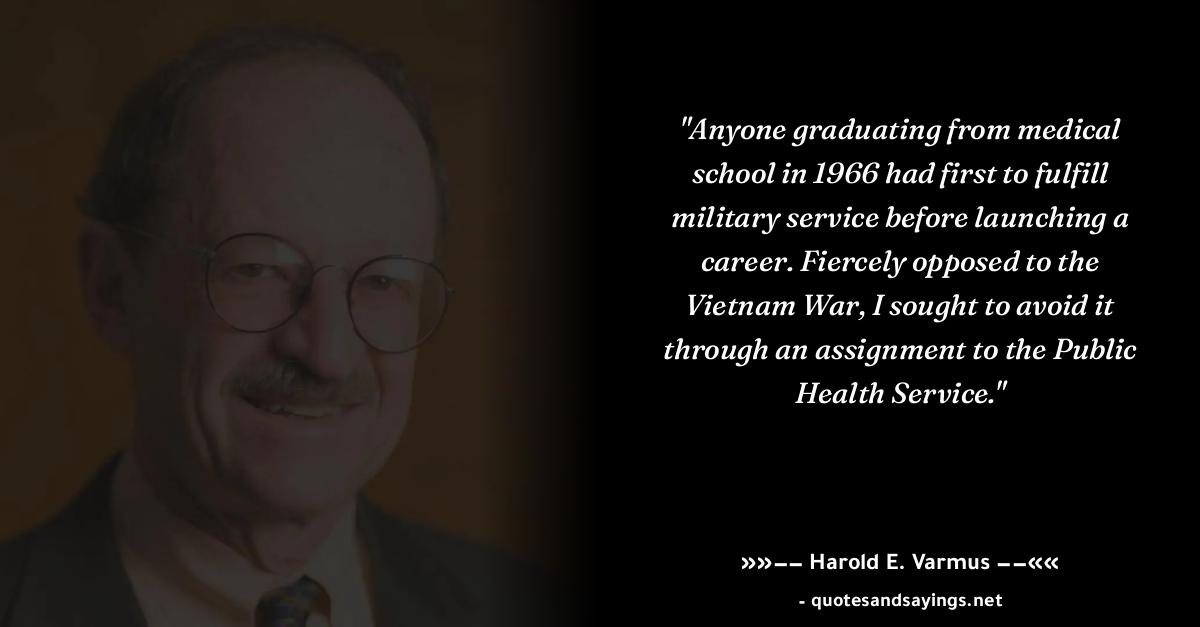 "Anyone graduating from medical
school in 1966 had first to fulfill
military service before launching a
career. Fiercely opposed to the
Vietnam War, I sought to avoid it
through an assignment to the Public
Health Service."
»»−− Harold E. Varmus −−««
- quotesandsayings.net